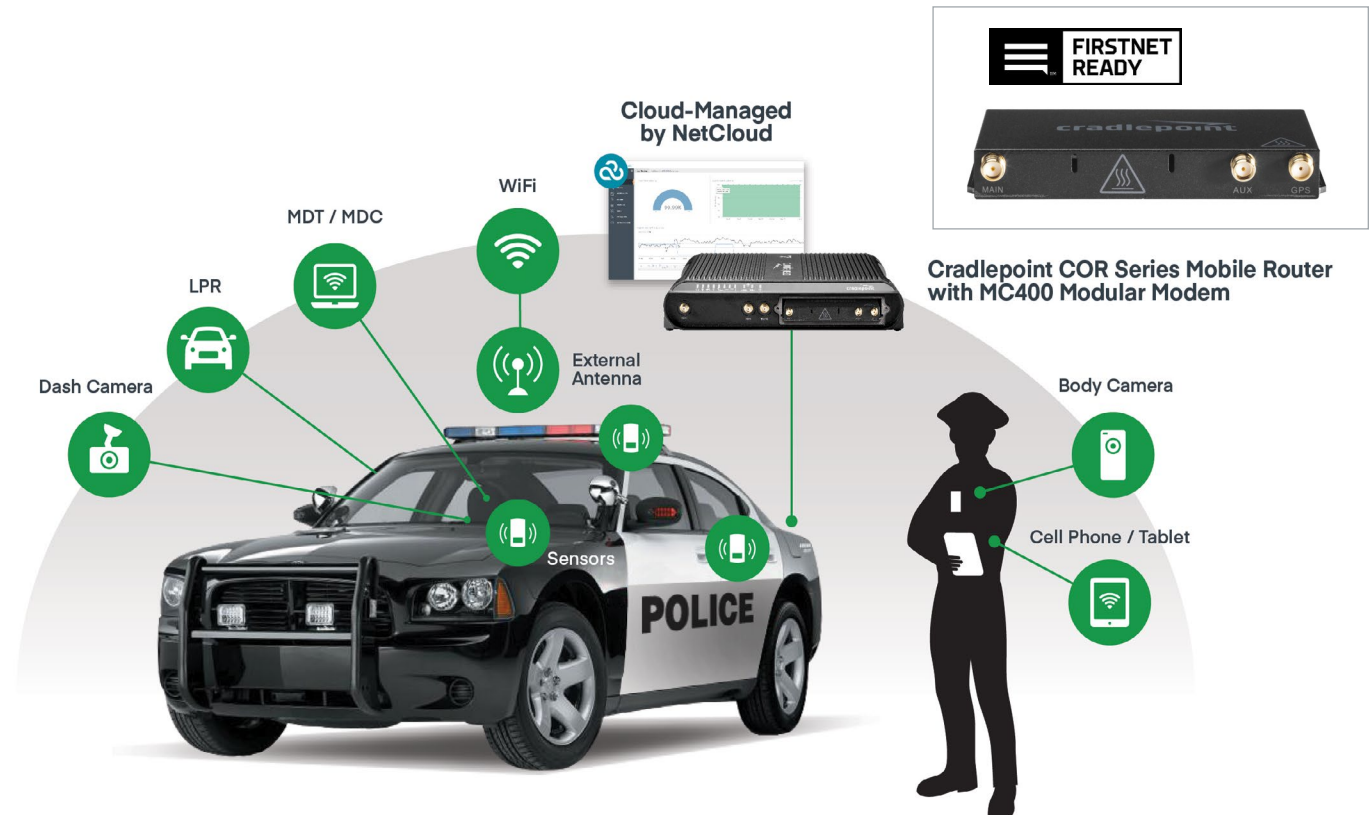 FIRSTNET
READY
cradlepoint
MAIN
AUX
GPS
Cloud-Managed
by NetCloud
WiFi
MDT / MDC
LPR
Dash Camera
External
Antenna
Cradlepoint COR Series Mobile Router
with MC400 Modular Modem
Body Camera
Cell Phone / Tablet
Sensors
POLICE